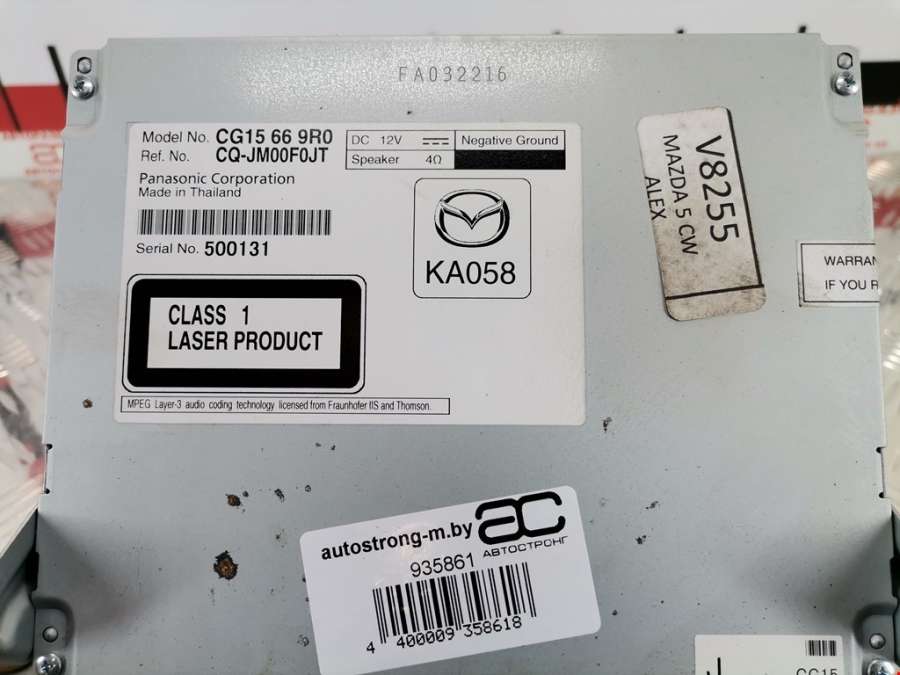 FA032216
Model No. CG15 66 9R0
Ref. No. CQ-JM00F0JT
DC 12V Negative Ground
Speaker 4Ω
Panasonic Corporation
Made in Thailand
Serial No. 500131
KA058
CLASS 1
LASER PRODUCT
MPEG Layer-3 audio coding technology licensed from Fraunhofer IIS and Thomson.
V8255
MAZDA 5 CW
ALEX
WARRAN
IF YOU R
autostrong-m.by
ac
АВТОСТРОНГ
935861
4 400009 358618
CG15